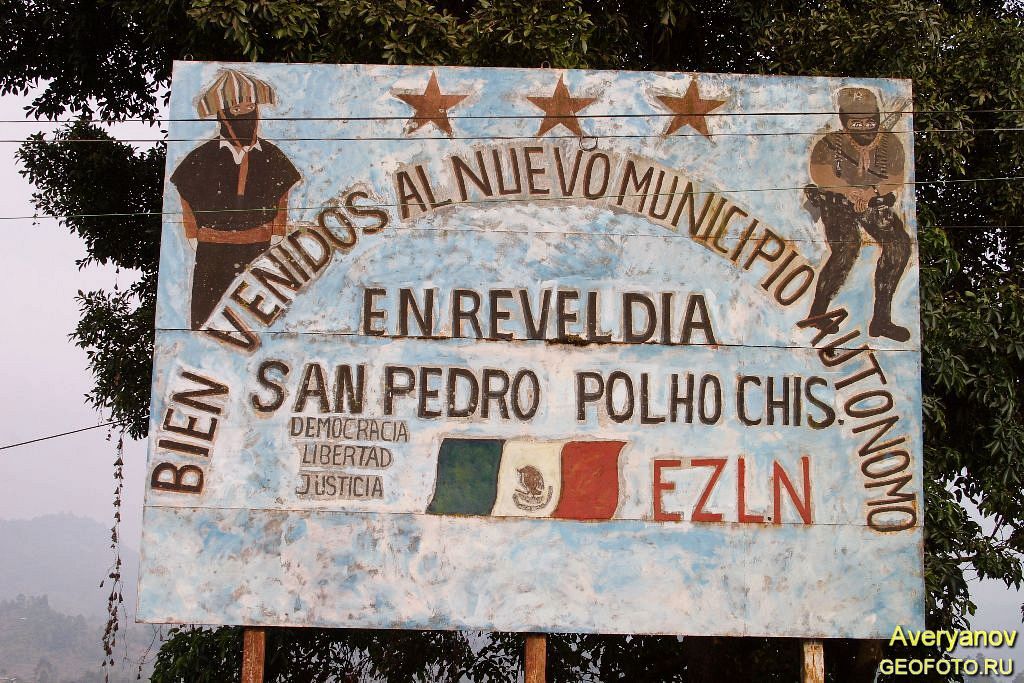 BIEN VENIDOS AL NUEVO MUNICIPIO AUTONOMO
EN REVELDIA
SAN PEDRO POLHO CHIS.
DEMOCRACIA
LIBERTAD
JUSTICIA
EZLN
Averyanov
GEOFOTO.RU